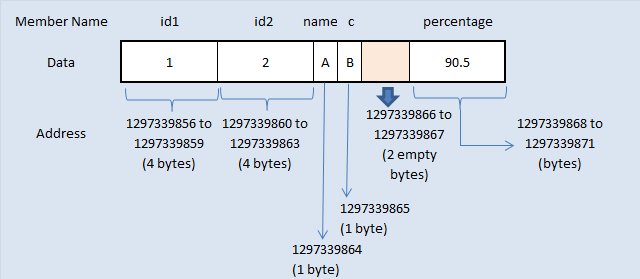 Member Name id1 id2 name c percentage
Data 1 2 A B 90.5
Address
1297339856 to
1297339859
(4 bytes)
1297339860 to
1297339863
(4 bytes)
1297339866 to
1297339867
(2 empty
bytes)
1297339868 to
1297339871
(bytes)
1297339865
(1 byte)
1297339864
(1 byte)